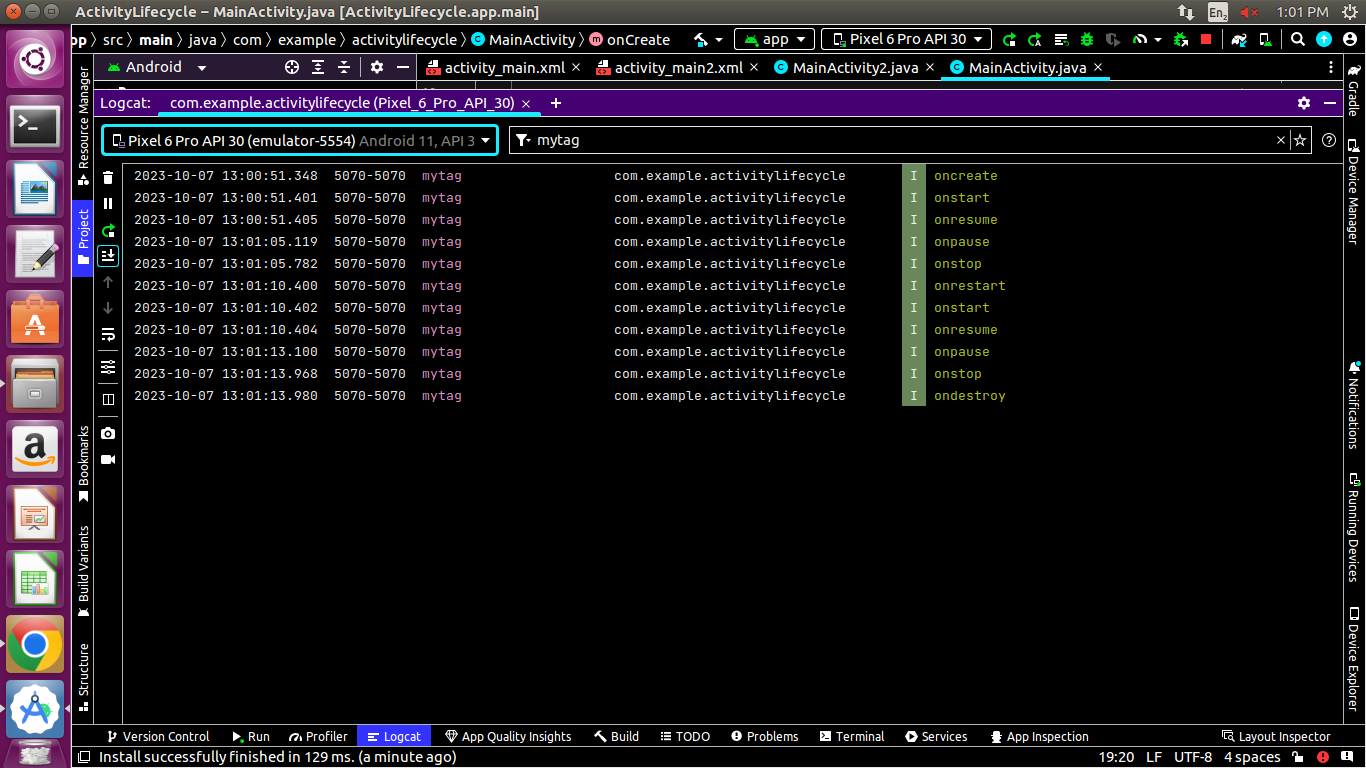 ActivityLifecycle – MainActivity.java [ActivityLifecycle.app.main]
En2
1:01 PM
pp
src
main
java
com
example
activitylifecycle
MainActivity
onCreate
app
Pixel 6 Pro API 30
Android
activity_main.xml
activity_main2.xml
MainActivity2.java
MainActivity.java
Logcat:
com.example.activitylifecycle (Pixel_6_Pro_API_30)
Pixel 6 Pro API 30 (emulator-5554) Android 11, API 3
mytag
2023-10-07 13:00:51.348 5070-5070 mytag com.example.activitylifecycle I oncreate
2023-10-07 13:00:51.401 5070-5070 mytag com.example.activitylifecycle I onstart
2023-10-07 13:00:51.405 5070-5070 mytag com.example.activitylifecycle I onresume
2023-10-07 13:01:05.119 5070-5070 mytag com.example.activitylifecycle I onpause
2023-10-07 13:01:05.782 5070-5070 mytag com.example.activitylifecycle I onstop
2023-10-07 13:01:10.400 5070-5070 mytag com.example.activitylifecycle I onrestart
2023-10-07 13:01:10.402 5070-5070 mytag com.example.activitylifecycle I onstart
2023-10-07 13:01:10.404 5070-5070 mytag com.example.activitylifecycle I onresume
2023-10-07 13:01:13.100 5070-5070 mytag com.example.activitylifecycle I onpause
2023-10-07 13:01:13.968 5070-5070 mytag com.example.activitylifecycle I onstop
2023-10-07 13:01:13.980 5070-5070 mytag com.example.activitylifecycle I ondestroy
Resource Manager
Project
Bookmarks
Build Variants
Structure
Gradle
Device Manager
Notifications
Running Devices
Device Explorer
Version Control
Run
Profiler
Logcat
App Quality Insights
Build
TODO
Problems
Terminal
Services
App Inspection
Layout Inspector
Install successfully finished in 129 ms. (a minute ago)
19:20
LF
UTF-8
4 spaces